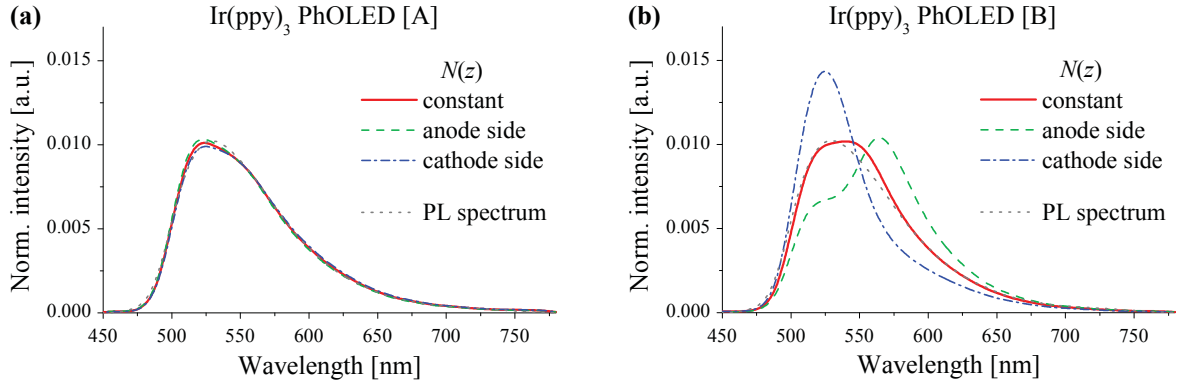 (a) Ir(ppy)₃ PhOLED [A]
Norm. intensity [a.u.]
0.015
0.010
0.005
0.000
N(z)
constant
anode side
cathode side
PL spectrum
450 500 550 600 650 700 750
Wavelength [nm]
(b) Ir(ppy)₃ PhOLED [B]
Norm. intensity [a.u.]
0.015
0.010
0.005
0.000
N(z)
constant
anode side
cathode side
PL spectrum
450 500 550 600 650 700 750
Wavelength [nm]